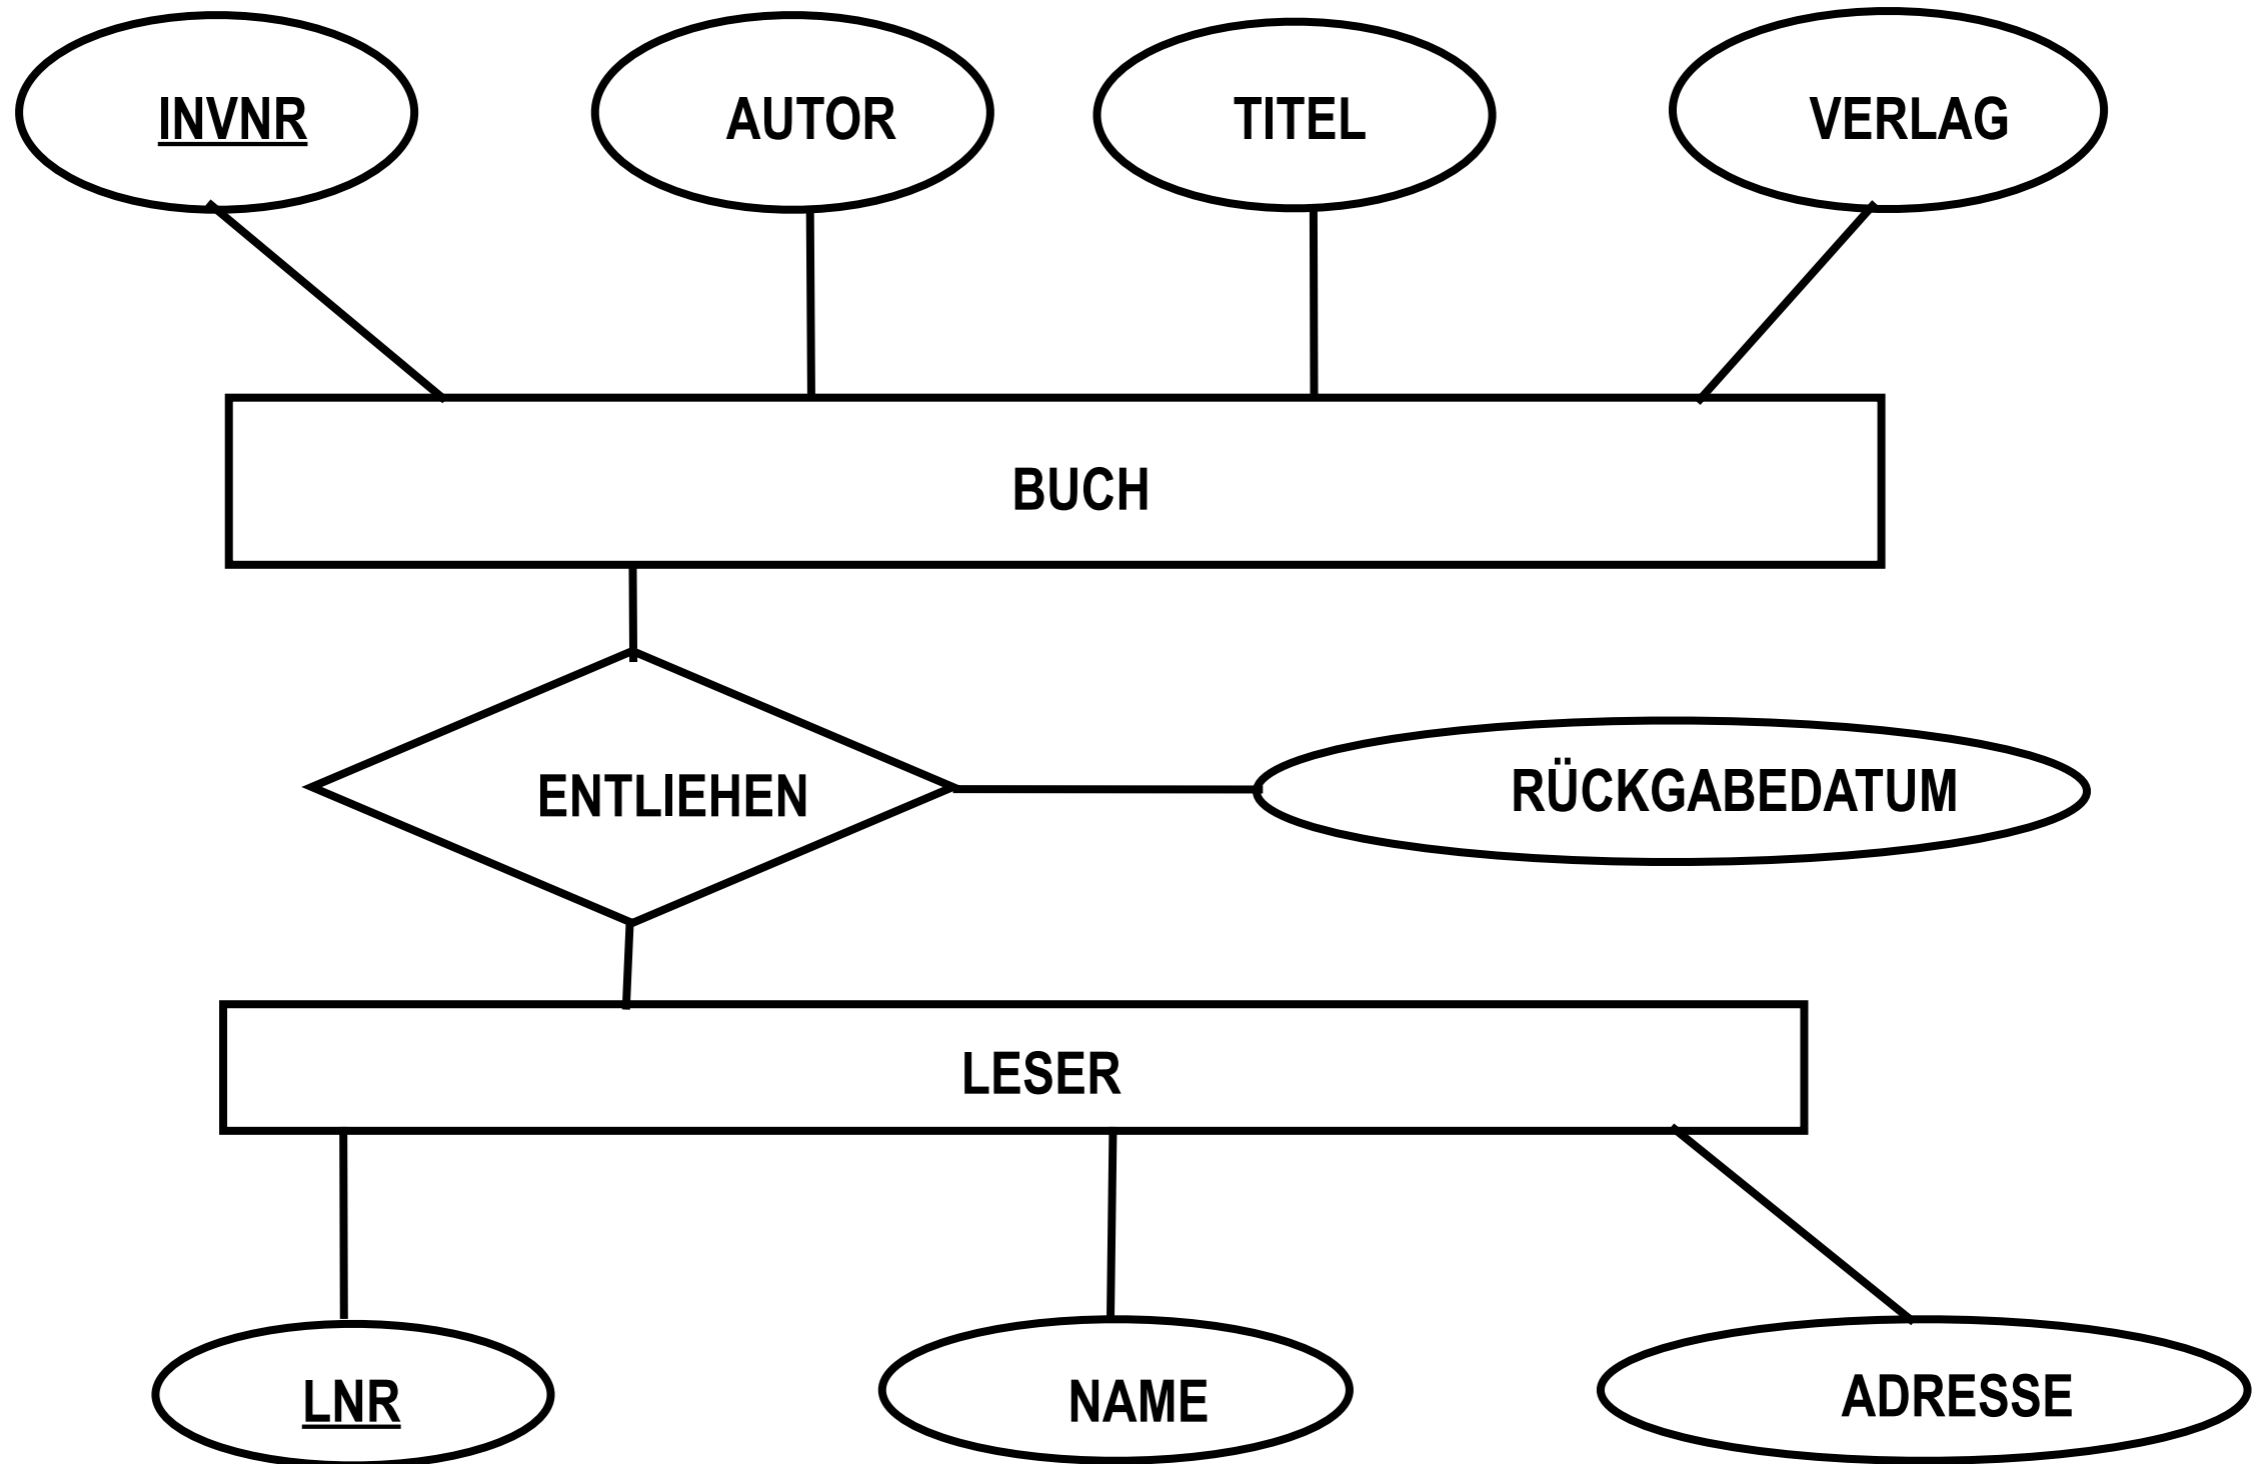 INVNR
AUTOR
TITEL
VERLAG
BUCH
ENTLIEHEN
RÜCKGABEDATUM
LESER
LNR
NAME
ADRESSE